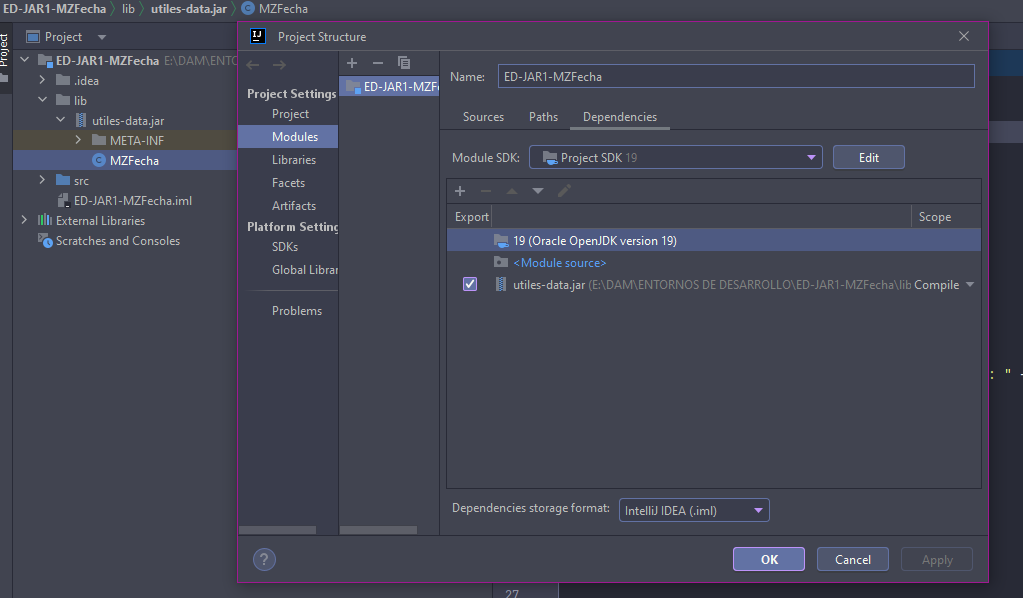 ED-JAR1-MZFecha lib utiles-data.jar MZFecha
Project
Project
ED-JAR1-MZFecha E:\DAM\ENTO
.idea
lib
utiles-data.jar
META-INF
MZFecha
src
ED-JAR1-MZFecha.iml
External Libraries
Scratches and Consoles
Project Structure
Project Settings
Project
Modules
Libraries
Facets
Artifacts
Platform Setting
SDKs
Global Librar
Problems
ED-JAR1-MZFe
Name: ED-JAR1-MZFecha
Sources Paths Dependencies
Module SDK: Project SDK 19 Edit
Export Scope
19 (Oracle OpenJDK version 19)
<Module source>
utiles-data.jar (E:\DAM\ENTORNOS DE DESARROLLO\ED-JAR1-MZFecha\lib Compile
Dependencies storage format: IntelliJ IDEA (.iml)
? OK Cancel Apply
: "
27